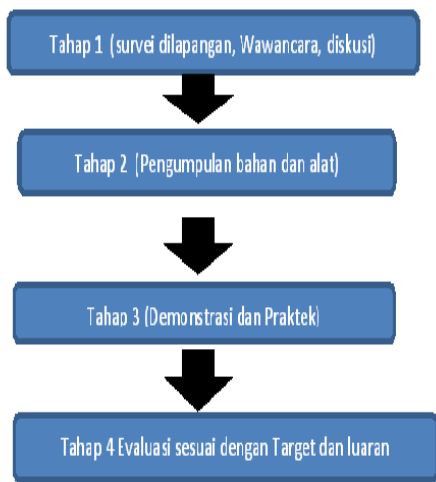 Tahap 1 (survei dilapangan, Wawancara, diskusi)
Tahap 2 (Pengumpulan bahan dan alat)
Tahap 3 (Demonstrasi dan Praktek)
Tahap 4 Evaluasi sesuai dengan Target dan luaran